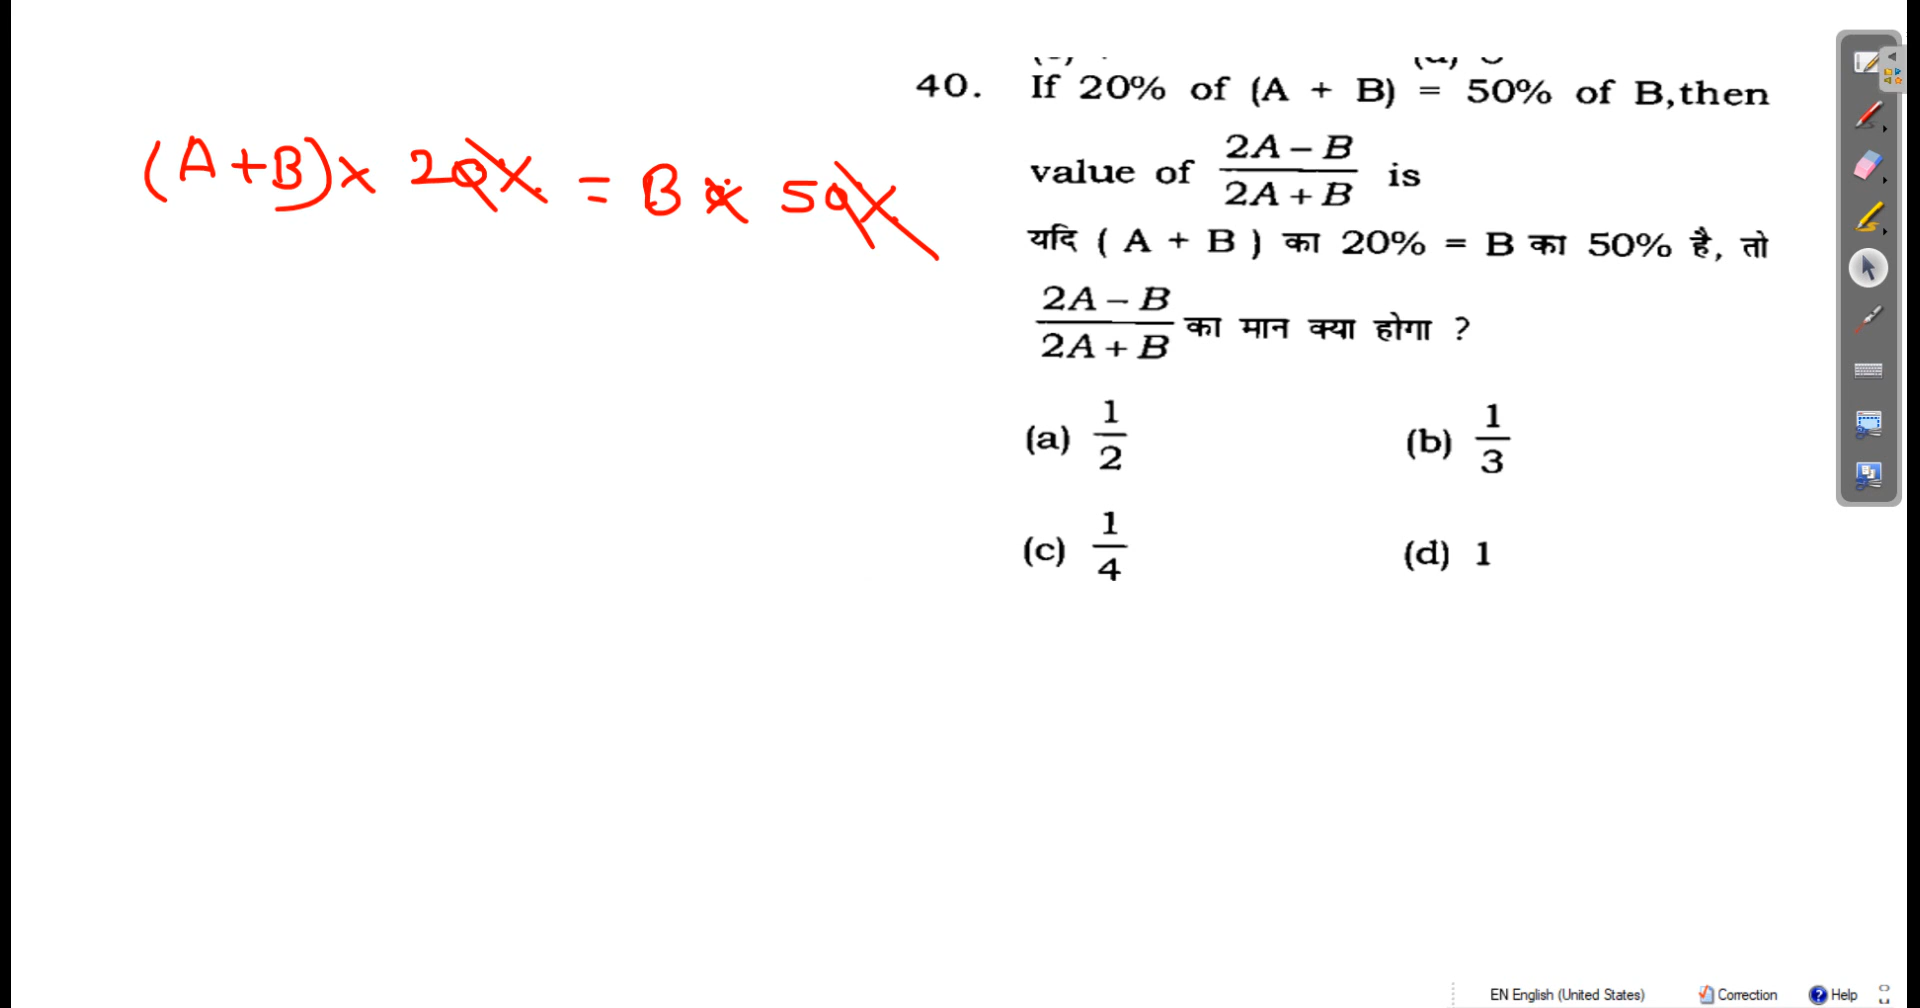 40. If 20% of (A + B) = 50% of B,then
value of (2A – B)/(2A + B) is
यदि ( A + B ) का 20% = B का 50% है, तो
(2A – B)/(2A + B) का मान क्या होगा ?
(a) 1/2 (b) 1/3
(c) 1/4 (d) 1
(A+B)× 20% = B × 50%
EN English (United States) Correction Help